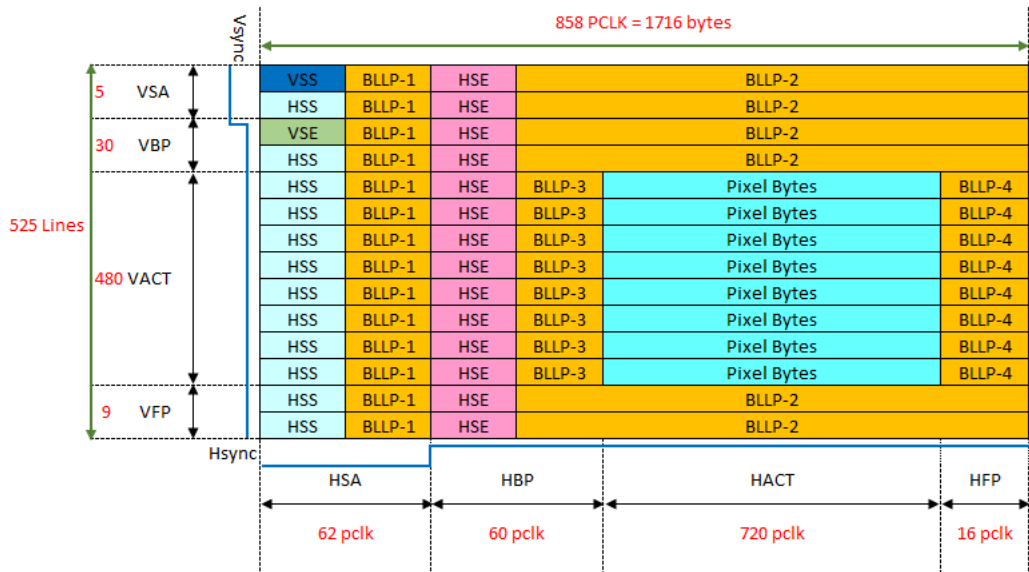 858 PCLK = 1716 bytes
Vsync
VSS BLLP-1 HSE BLLP-2
5 VSA
HSS BLLP-1 HSE BLLP-2
VSE BLLP-1 HSE BLLP-2
30 VBP
HSS BLLP-1 HSE BLLP-2
HSS BLLP-1 HSE BLLP-3 Pixel Bytes BLLP-4
HSS BLLP-1 HSE BLLP-3 Pixel Bytes BLLP-4
525 Lines
HSS BLLP-1 HSE BLLP-3 Pixel Bytes BLLP-4
HSS BLLP-1 HSE BLLP-3 Pixel Bytes BLLP-4
480 VACT
HSS BLLP-1 HSE BLLP-3 Pixel Bytes BLLP-4
HSS BLLP-1 HSE BLLP-3 Pixel Bytes BLLP-4
HSS BLLP-1 HSE BLLP-3 Pixel Bytes BLLP-4
HSS BLLP-1 HSE BLLP-3 Pixel Bytes BLLP-4
HSS BLLP-1 HSE BLLP-2
9 VFP
HSS BLLP-1 HSE BLLP-2
Hsync
HSA HBP HACT HFP
62 pclk 60 pclk 720 pclk 16 pclk